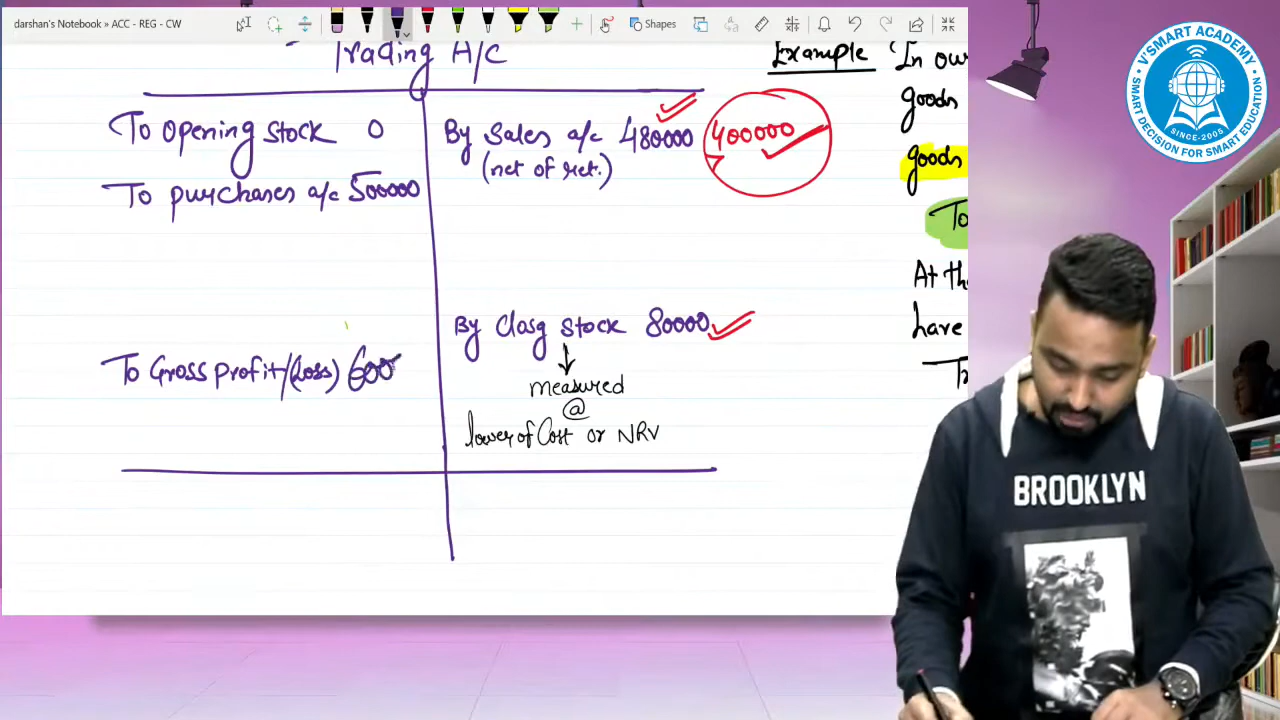 darshan's Notebook » ACC - REG - CW
Shapes
Trading A/C
To opening stock 0
By Sales a/c 480000 400000
(net of ret.)
To purchases a/c 500000
By Closg stock 80000
measured
@
lower of Cost or NRV
To Gross Profit/(Loss) 600
Example
'In our
goods
goods
To
At the
have
V'SMART ACADEMY
SINCE-2005
SMART DECISION FOR SMART EDUCATION
BROOKLYN